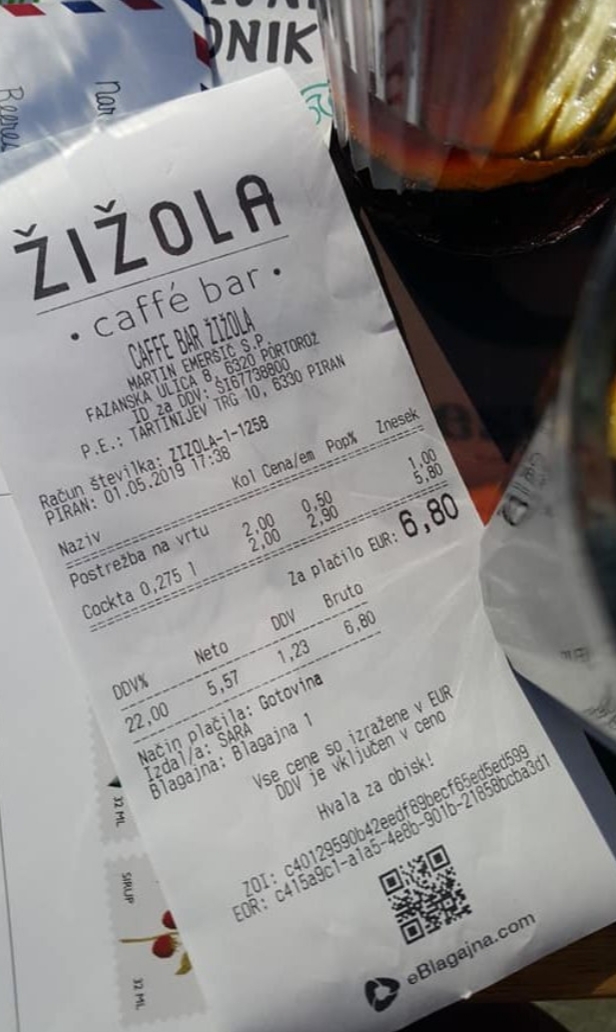 ONIK
Nar
ŽIŽOLA
• caffé bar •
CAFFE BAR ŽIŽOLA
MARTIN EMERŠIČ S.P.
FAZANSKA ULICA 8, 6320 PORTOROŽ
ID za DDV: SI67738800
P.E.: TARTINIJEV TRG 10, 6330 PIRAN
Račun številka: ZIZOLA-1-1258
PIRAN: 01.05.2019 17:38
Naziv Kol Cena/em Pop% Znesek
Postrežba na vrtu 2,00 0,50 1,00
Cockta 0,275 l 2,00 2,90 5,80
Za plačilo EUR: 6,80
DDV% Neto DDV Bruto
22,00 5,57 1,23 6,80
Način plačila: Gotovina
Izdal/a: SARA
Blagajna: Blagajna 1
Vse cene so izražene v EUR
DDV je vključen v ceno
Hvala za obisk!
ZOI: c40129590b42eedf89becf65ed5ed599
EOR: c415a9c1-a1a5-4e8b-901b-21858bcba3d1
eBlagajna.com
32 ML
SIRUP
32 ML